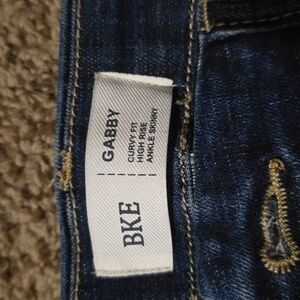 BKE
GABBY
CURVY FIT
HIGH RISE
ANKLE SKINNY